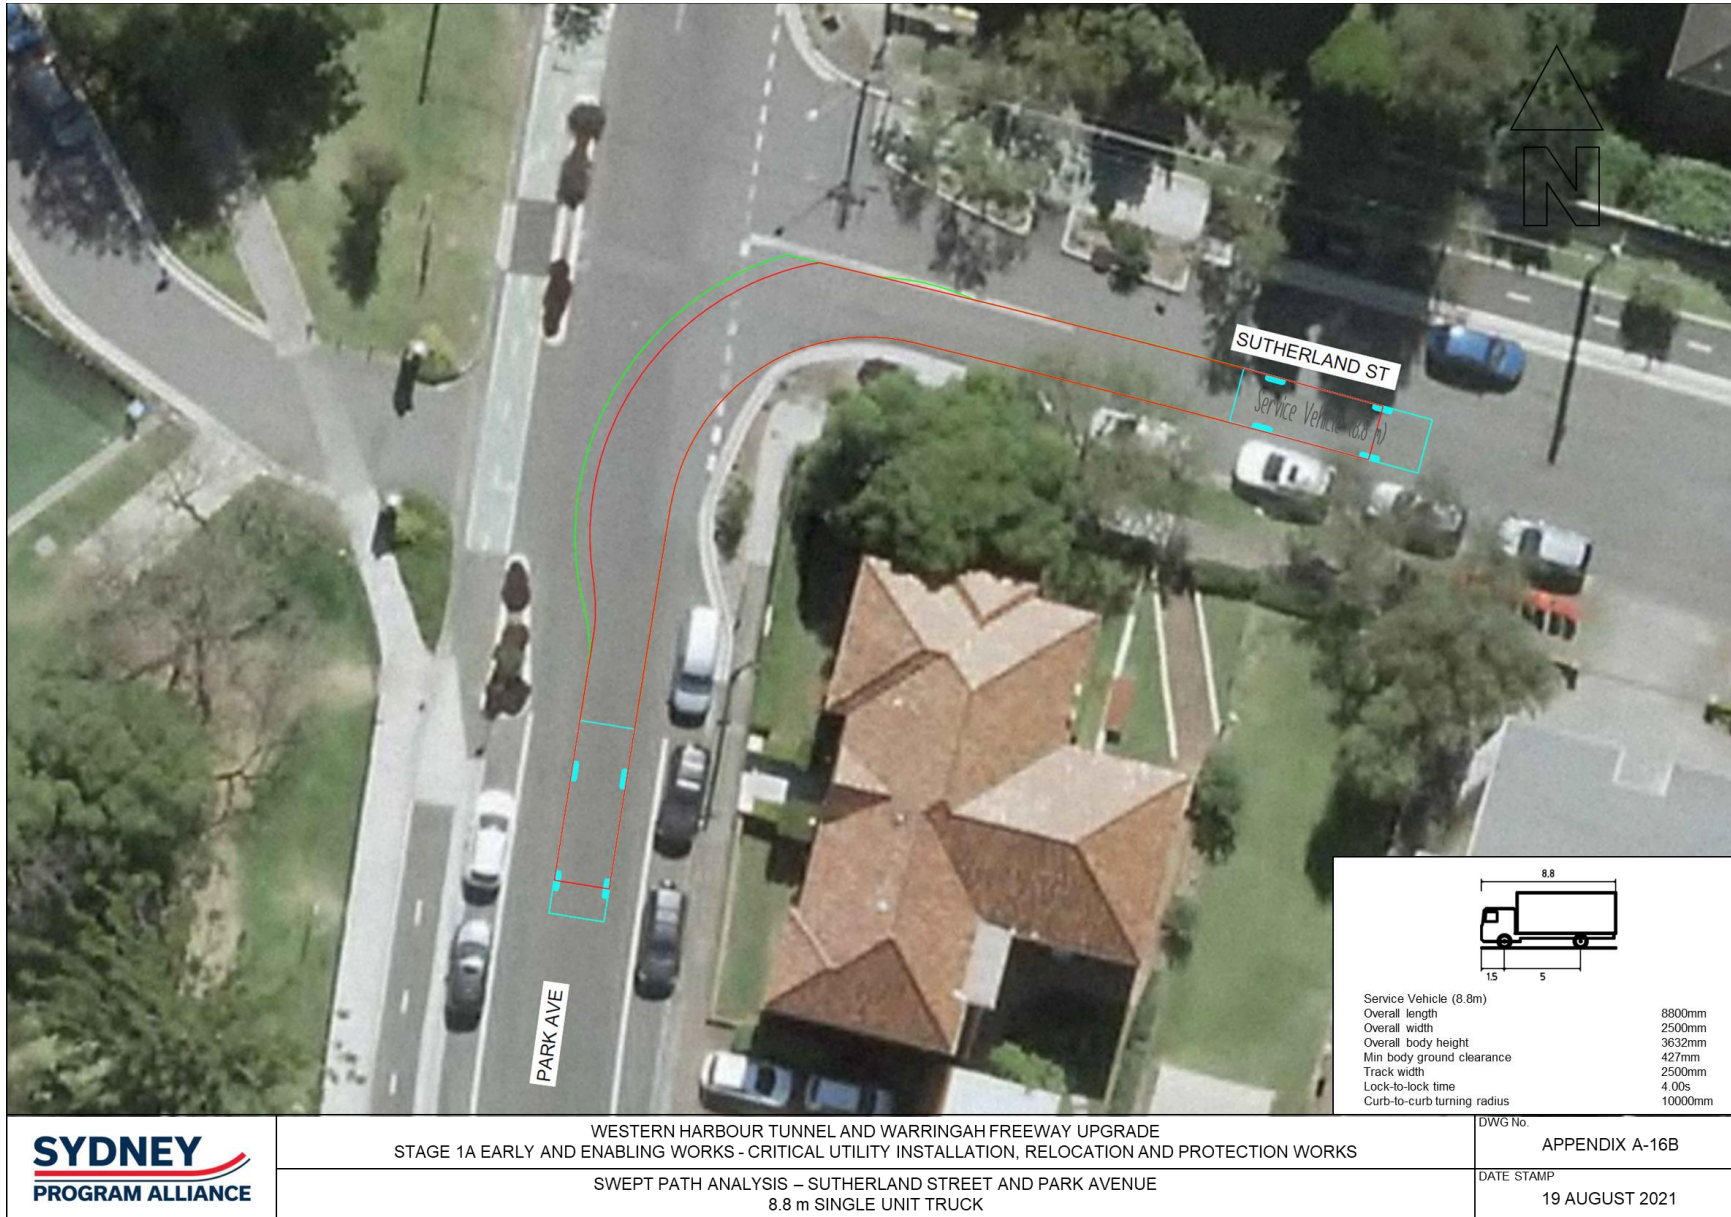 N
SUTHERLAND ST
Service Vehicle (8.8 m)
PARK AVE
8.8
1.5
5
Service Vehicle (8.8m)
Overall length 8800mm
Overall width 2500mm
Overall body height 3632mm
Min body ground clearance 427mm
Track width 2500mm
Lock-to-lock time 4.00s
Curb-to-curb turning radius 10000mm
SYDNEY
PROGRAM ALLIANCE
WESTERN HARBOUR TUNNEL AND WARRINGAH FREEWAY UPGRADE
STAGE 1A EARLY AND ENABLING WORKS - CRITICAL UTILITY INSTALLATION, RELOCATION AND PROTECTION WORKS
SWEPT PATH ANALYSIS – SUTHERLAND STREET AND PARK AVENUE
8.8 m SINGLE UNIT TRUCK
DWG No.
APPENDIX A-16B
DATE STAMP
19 AUGUST 2021